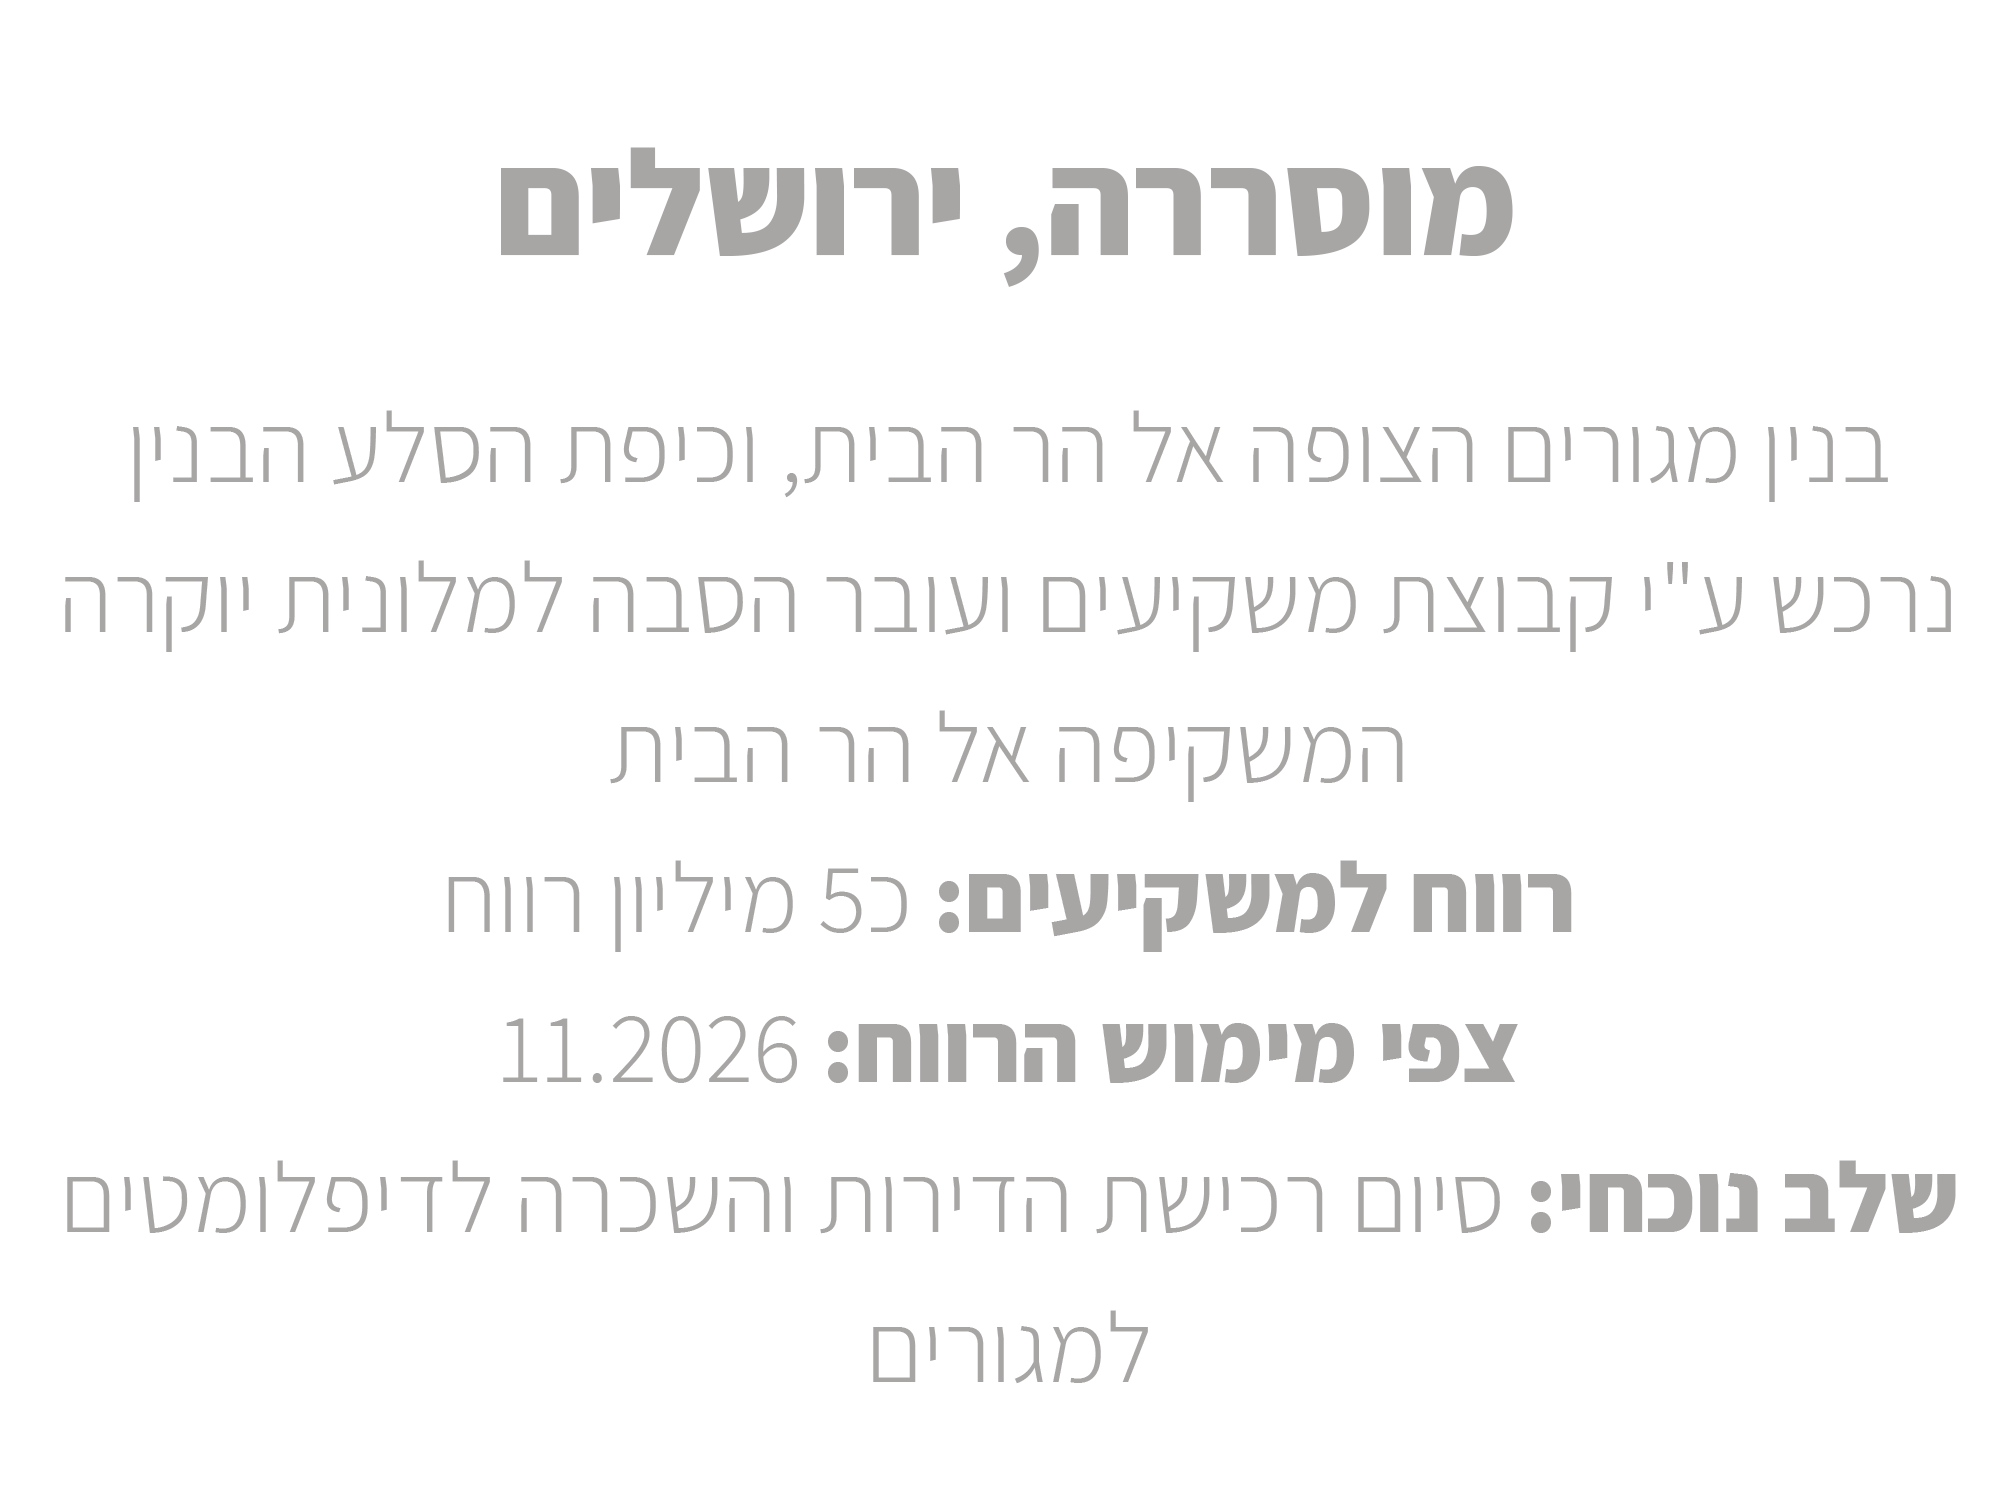 מוסררה, ירושלים
בנין מגורים הצופה אל הר הבית, וכיפת הסלע הבנין
נרכש ע"י קבוצת משקיעים ועובר הסבה למלונית יוקרה
המשקיפה אל הר הבית
רווח למשקיעים: כ5 מיליון רווח
צפי מימוש הרווח: 11.2026
שלב נוכחי: סיום רכישת הדירות והשכרה לדיפלומטים
למגורים